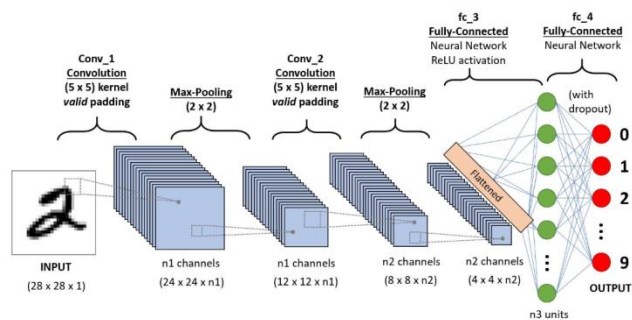 Conv_1
Convolution
(5 x 5) kernel
valid padding
Max-Pooling
(2 x 2)
Conv_2
Convolution
(5 x 5) kernel
valid padding
Max-Pooling
(2 x 2)
fc_3
Fully-Connected
Neural Network
ReLU activation
fc_4
Fully-Connected
Neural Network
(with
dropout)
Flattened
0
1
2
9
OUTPUT
2
INPUT
(28 x 28 x 1)
n1 channels
(24 x 24 x n1)
n1 channels
(12 x 12 x n1)
n2 channels
(8 x 8 x n2)
n2 channels
(4 x 4 x n2)
n3 units